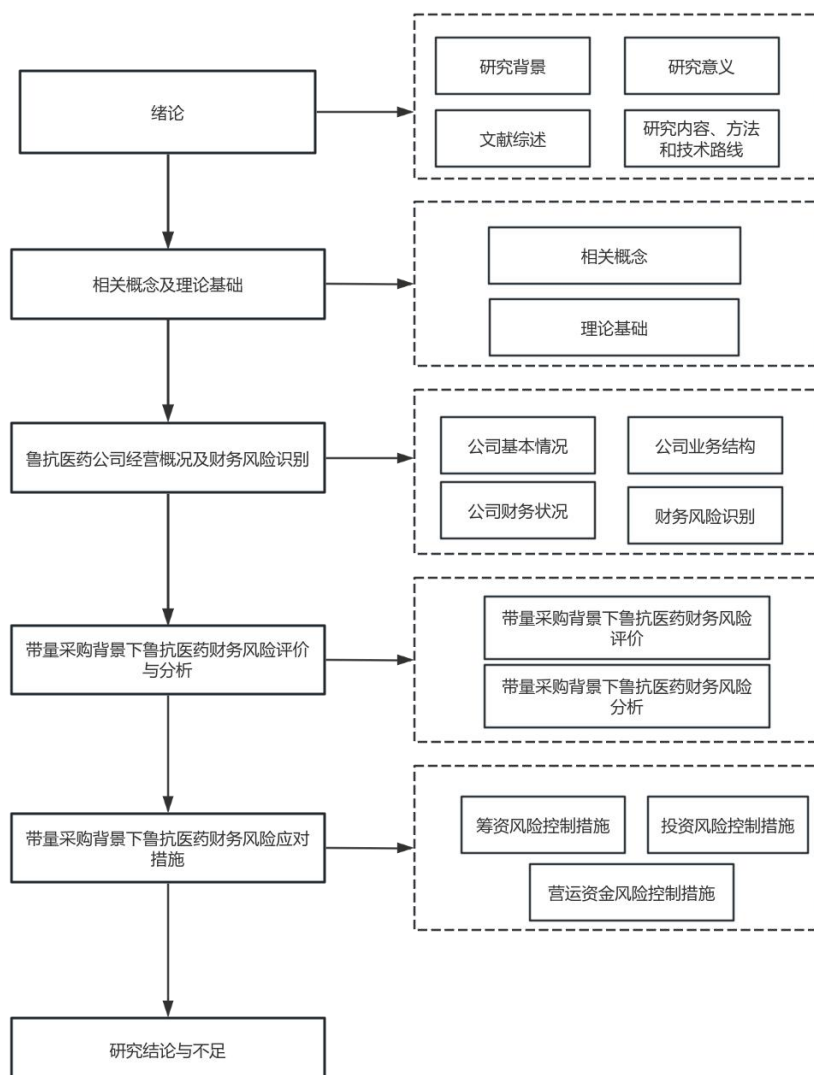 绪论
研究背景
研究意义
文献综述
研究内容、方法
和技术路线
相关概念及理论基础
相关概念
理论基础
鲁抗医药公司经营概况及财务风险识别
公司基本情况
公司业务结构
公司财务状况
财务风险识别
带量采购背景下鲁抗医药财务风险评价
与分析
带量采购背景下鲁抗医药财务风险
评价
带量采购背景下鲁抗医药财务风险
分析
带量采购背景下鲁抗医药财务风险应对
措施
筹资风险控制措施
投资风险控制措施
营运资金风险控制措施
研究结论与不足